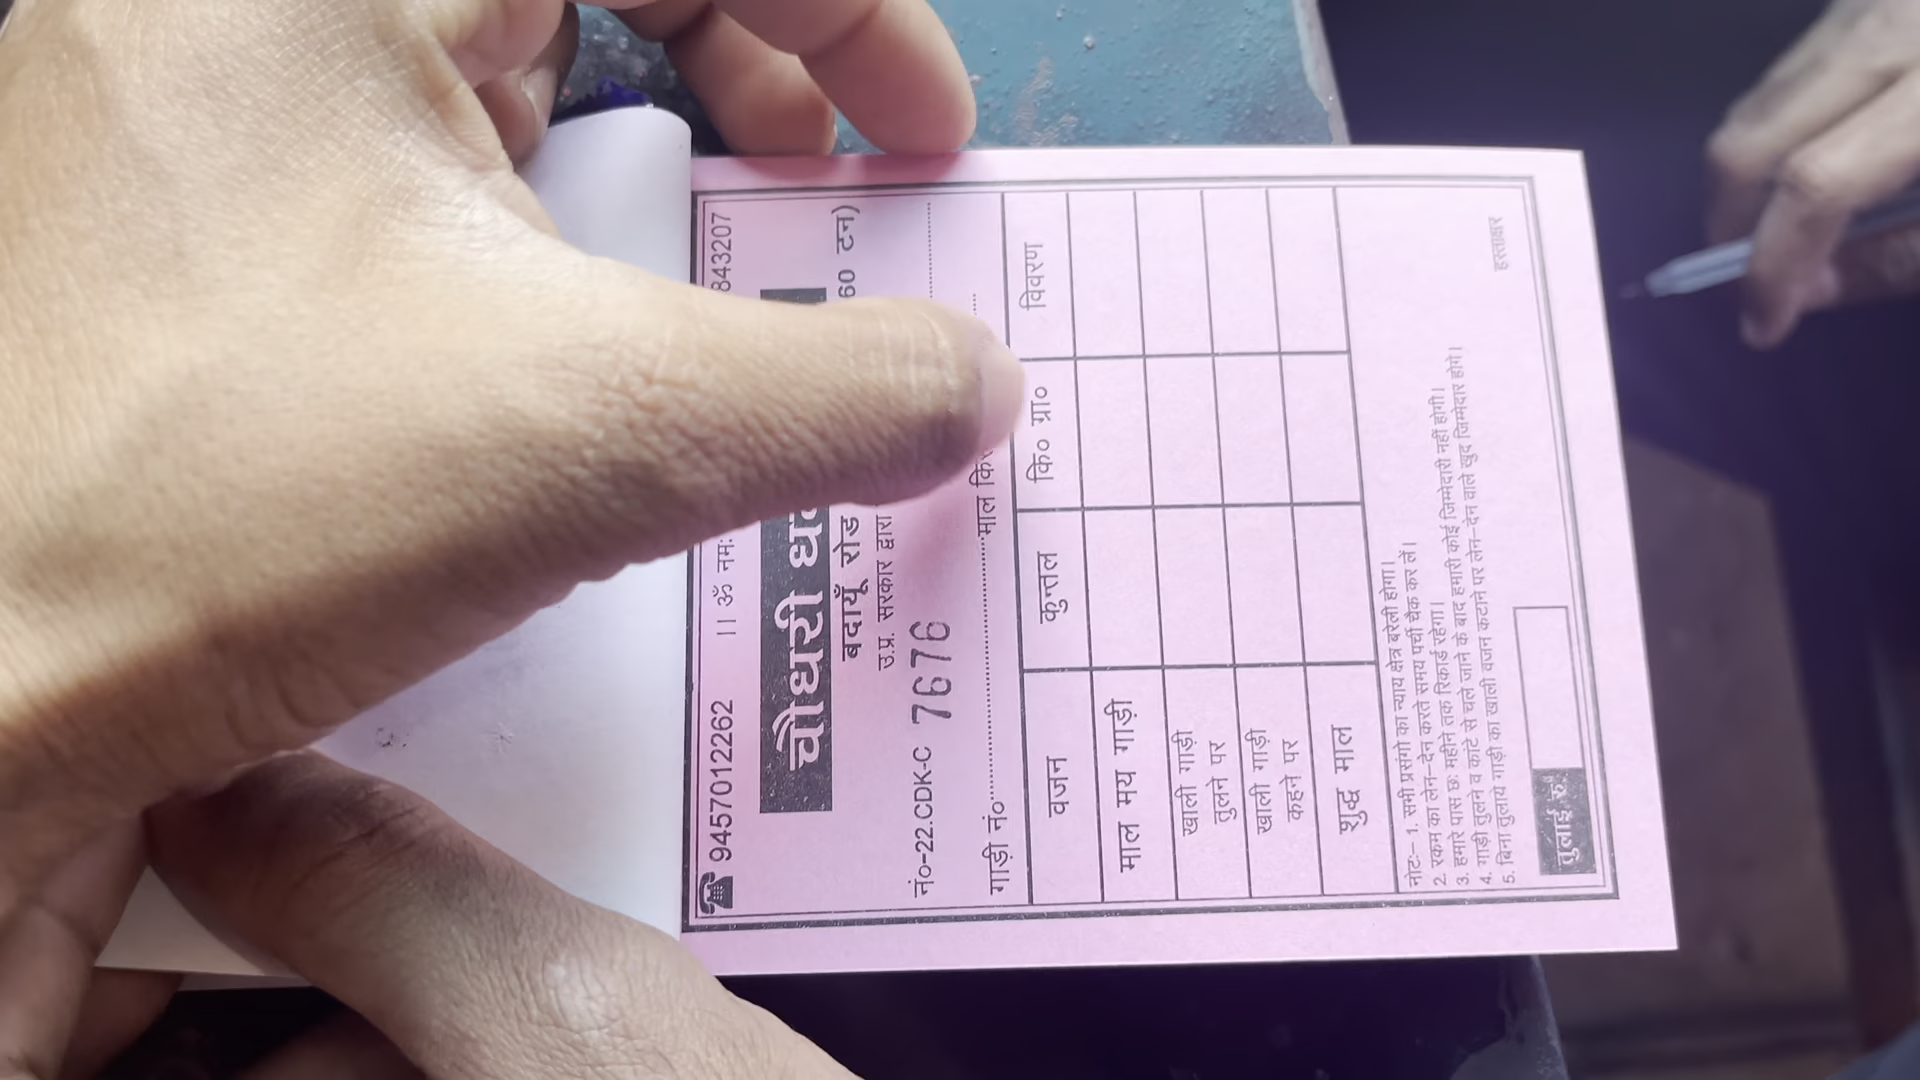 ☎ 9457012262 || ॐ नमः 843207
चौधरी
बदायूँ रोड 60 टन)
उ.प्र. सरकार द्वारा
नं०-22.CDK-C 7676
गाड़ी नं०.............................माल
वजन कुन्तल कि० ग्रा० विवरण
माल मय गाड़ी
खाली गाड़ी
तुलने पर
खाली गाड़ी
कहने पर
शुद्ध माल
नोटः– 1. सभी प्रसंगो का न्याय क्षेत्र बरेली होगा।
2. रकम का लेन–देन करते समय पर्ची चैक कर लें।
3. हमारे पास छः महीने तक रिकार्ड रहेगा।
4. गाड़ी तुलने व कांटे से चले जाने के बाद हमारी कोई जिम्मेदारी नहीं होगी।
5. बिना तुलाये गाड़ी का खाली वजन कटाने पर लेन–देन वाले खुद जिम्मेदार होगे।
तुलाई रु.
हस्ताक्षर